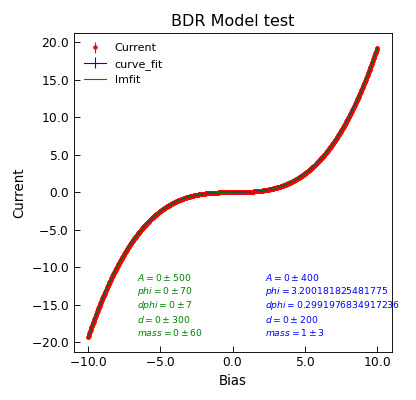 BDR Model test
Current
curve_fit
lmfit
20.0
15.0
10.0
5.0
0.0
−5.0
−10.0
−15.0
−20.0
Current
A = 0 ± 500
phi = 0 ± 70
dphi = 0 ± 7
d = 0 ± 300
mass = 0 ± 60
A = 0 ± 400
phi = 3.200181825481775
dphi = 0.2991976834917236
d = 0 ± 200
mass = 1 ± 3
−10.0 −5.0 0.0 5.0 10.0
Bias